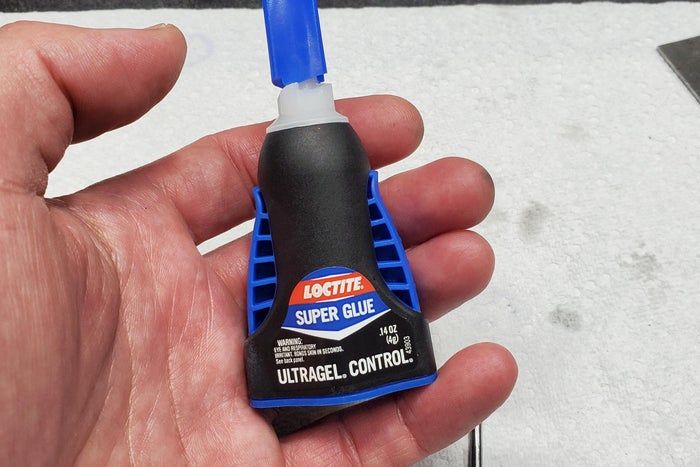 LOCTITE®
SUPER GLUE
.14 OZ
(4g)
WARNING:
EYE AND RESPIRATORY
IRRITANT. BONDS SKIN IN SECONDS.
See back panel.
43903
ULTRAGEL® CONTROL®